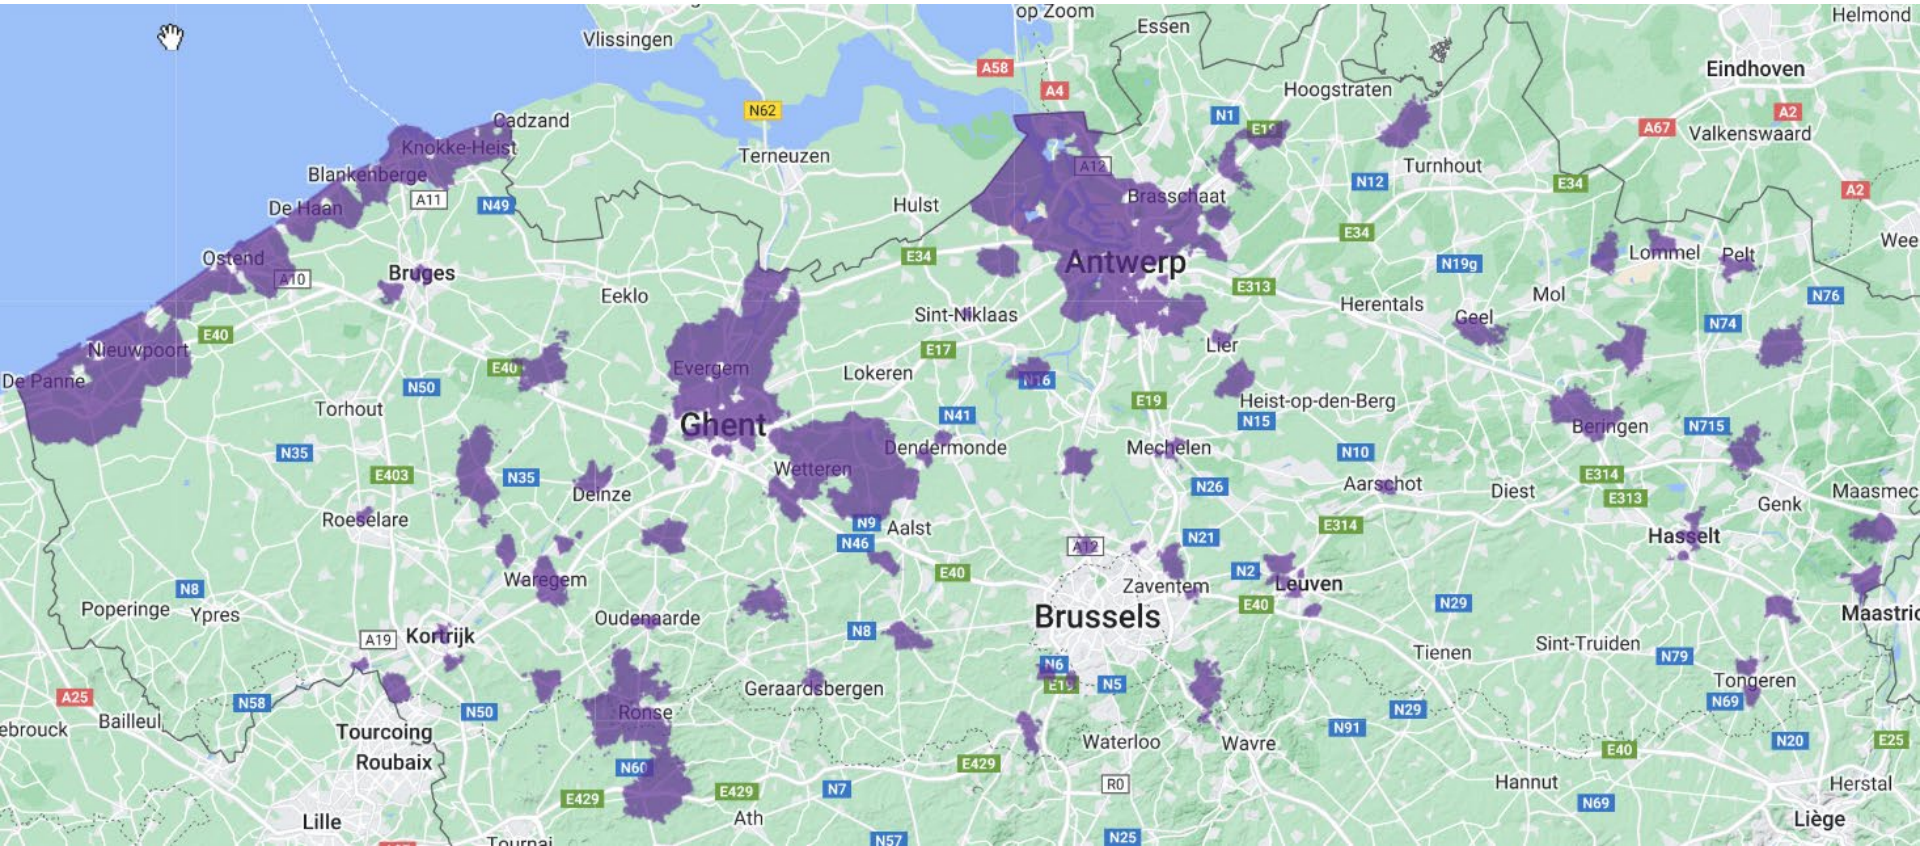 op Zoom
Helmond
Essen
Vlissingen
A58
Eindhoven
A4
Hoogstraten
N62
N1
A2
Cadzand
E19
A67
Valkenswaard
Knokke-Heist
Terneuzen
A12
Turnhout
Blankenberge
N12
E34
A2
A11
N49
Hulst
Brasschaat
De Haan
E34
Wee
Ostend
E34
Antwerp
N19g
Lommel
Pelt
Bruges
A10
E313
Eeklo
Herentals
Mol
N76
Sint-Niklaas
Geel
N74
E40
Nieuwpoort
E17
Lier
De Panne
E40
Evergem
Lokeren
N16
N50
Torhout
E19
Heist-op-den-Berg
N41
N15
Ghent
Beringen
N715
N35
Dendermonde
Mechelen
N10
E403
N35
Wetteren
E314
Deinze
N26
Aarschot
Diest
E313
Maasmec
Genk
Roeselare
N9
Aalst
E314
N46
A12
N21
Hasselt
E40
Waregem
Zaventem
N2
Leuven
N8
E40
N29
Poperinge
Ypres
Oudenaarde
Brussels
Maastric
A19
Kortrijk
N8
Sint-Truiden
Tienen
N79
N6
A25
N58
Geraardsbergen
E19
N5
Tongeren
N50
Ronse
N29
N69
ebrouck
Bailleul
Tourcoing
N91
Waterloo
Wavre
N20
E25
Roubaix
N60
E429
E40
E429
E429
N7
R0
Hannut
Herstal
N69
Lille
Ath
Liège
Tournai
N57
N25